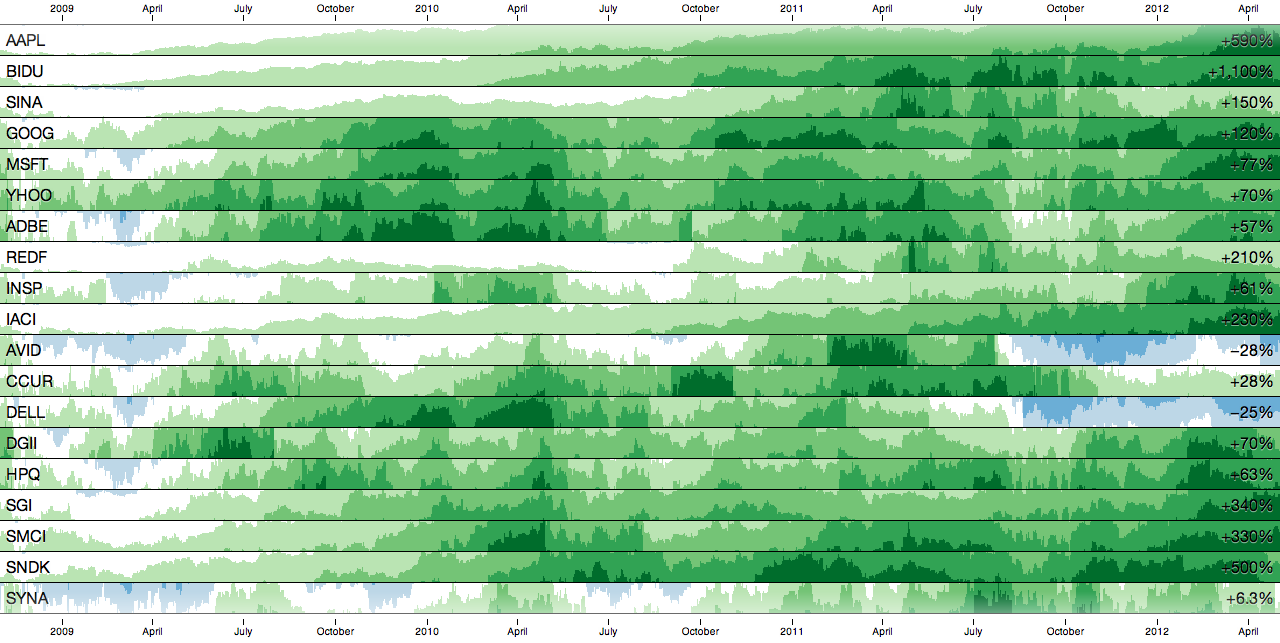 2009 April July October 2010 April July October 2011 April July October 2012 April
AAPL +590%
BIDU +1,100%
SINA +150%
GOOG +120%
MSFT +77%
YHOO +70%
ADBE +57%
REDF +210%
INSP +61%
IACI +230%
AVID −28%
CCUR +28%
DELL −25%
DGII +70%
HPQ +63%
SGI +340%
SMCI +330%
SNDK +500%
SYNA +6.3%
2009 April July October 2010 April July October 2011 April July October 2012 April